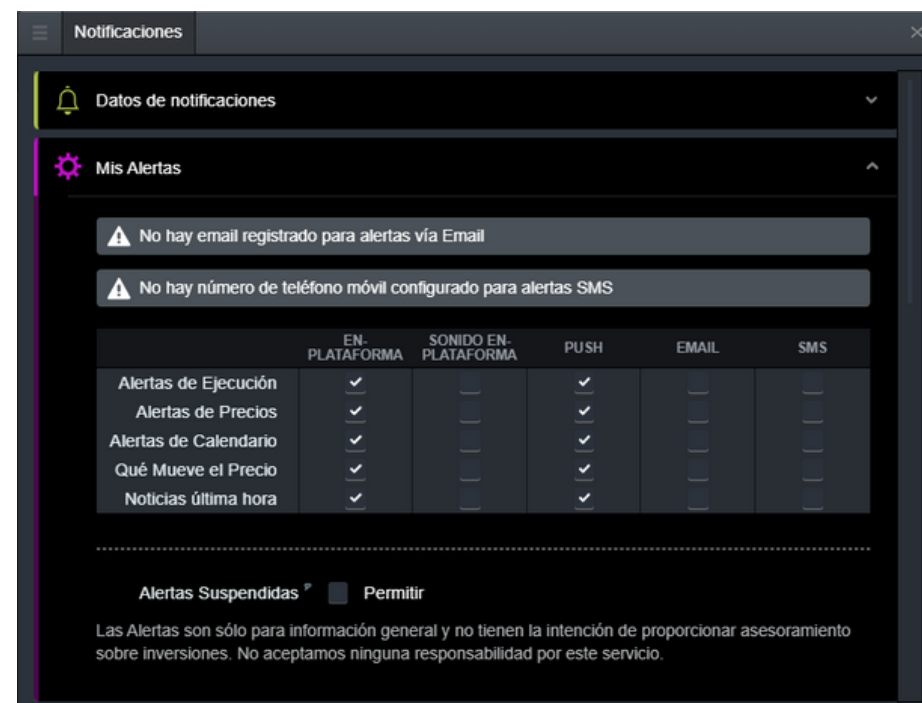 Notificaciones
Datos de notificaciones
Mis Alertas
No hay email registrado para alertas vía Email
No hay número de teléfono móvil configurado para alertas SMS
EN-PLATAFORMA SONIDO EN-PLATAFORMA PUSH EMAIL SMS
Alertas de Ejecución
Alertas de Precios
Alertas de Calendario
Qué Mueve el Precio
Noticias última hora
Alertas Suspendidas Permitir
Las Alertas son sólo para información general y no tienen la intención de proporcionar asesoramiento
sobre inversiones. No aceptamos ninguna responsabilidad por este servicio.